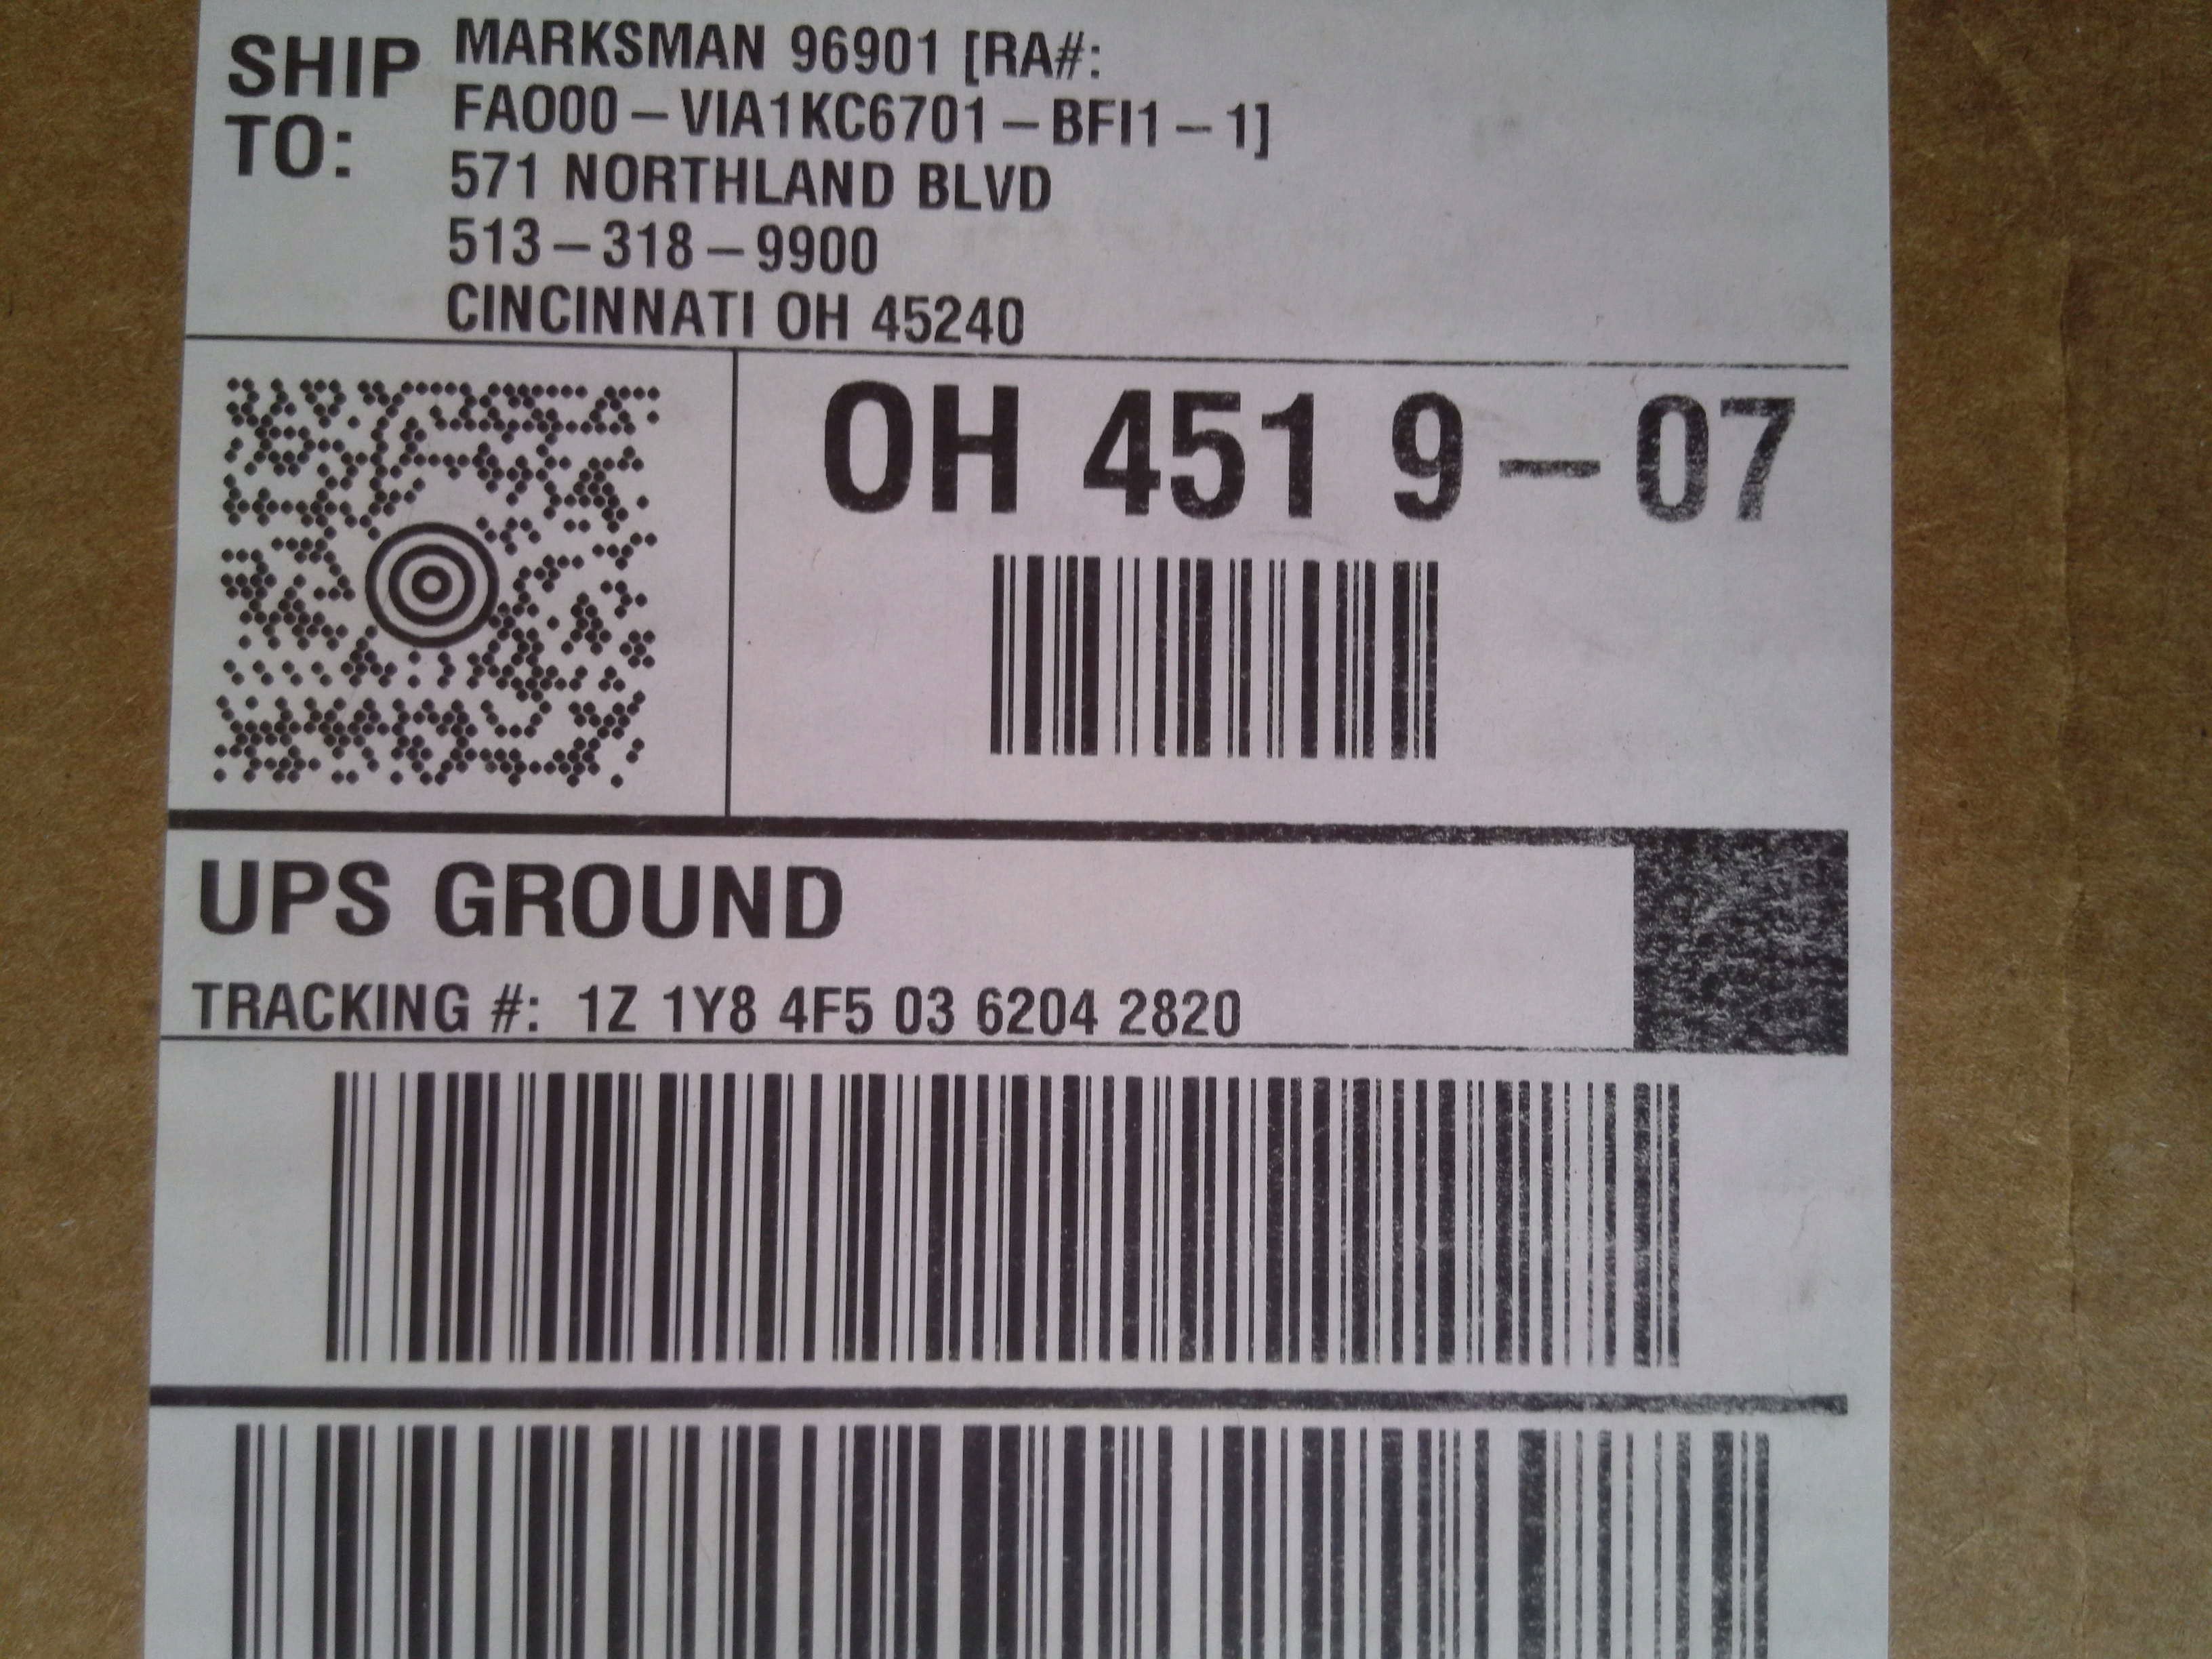 SHIP TO:
MARKSMAN 96901 [RA#:
FAO00-VIA1KC6701-BFI1-1]
571 NORTHLAND BLVD
513-318-9900
CINCINNATI OH 45240
OH 451 9-07
UPS GROUND
TRACKING #: 1Z 1Y8 4F5 03 6204 2820